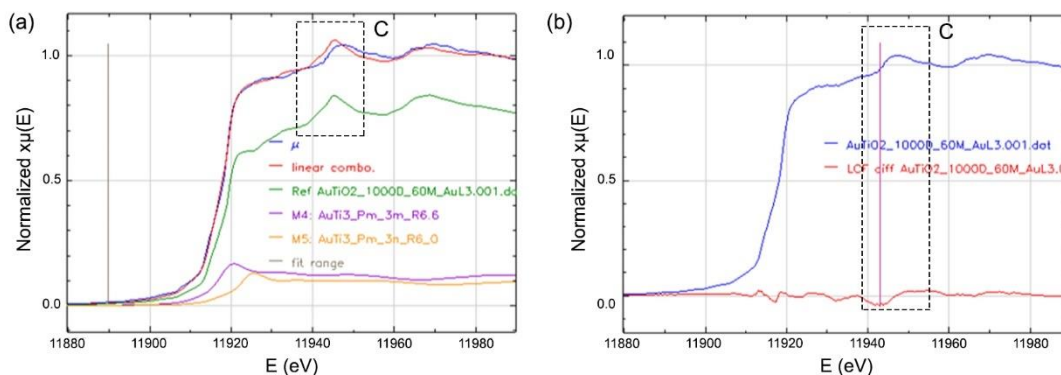 (a)
Normalized xμ(E)
1.0
0.5
0.0
C
μ
linear combo.
Ref AuTiO2_1000D_60M_AuL3.001.do
M4: AuTi3_Pm_3m_R6.6
M5: AuTi3_Pm_3n_R6_0
fit range
11880 11900 11920 11940 11960 11980
E (eV)
(b)
Normalized xμ(E)
1.0
0.5
0.0
C
AuTiO2_1000D_60M_AuL3.001.dot
LCF diff AuTiO2_1000D_60M_AuL3.0
11880 11900 11920 11940 11960 11980
E (eV)